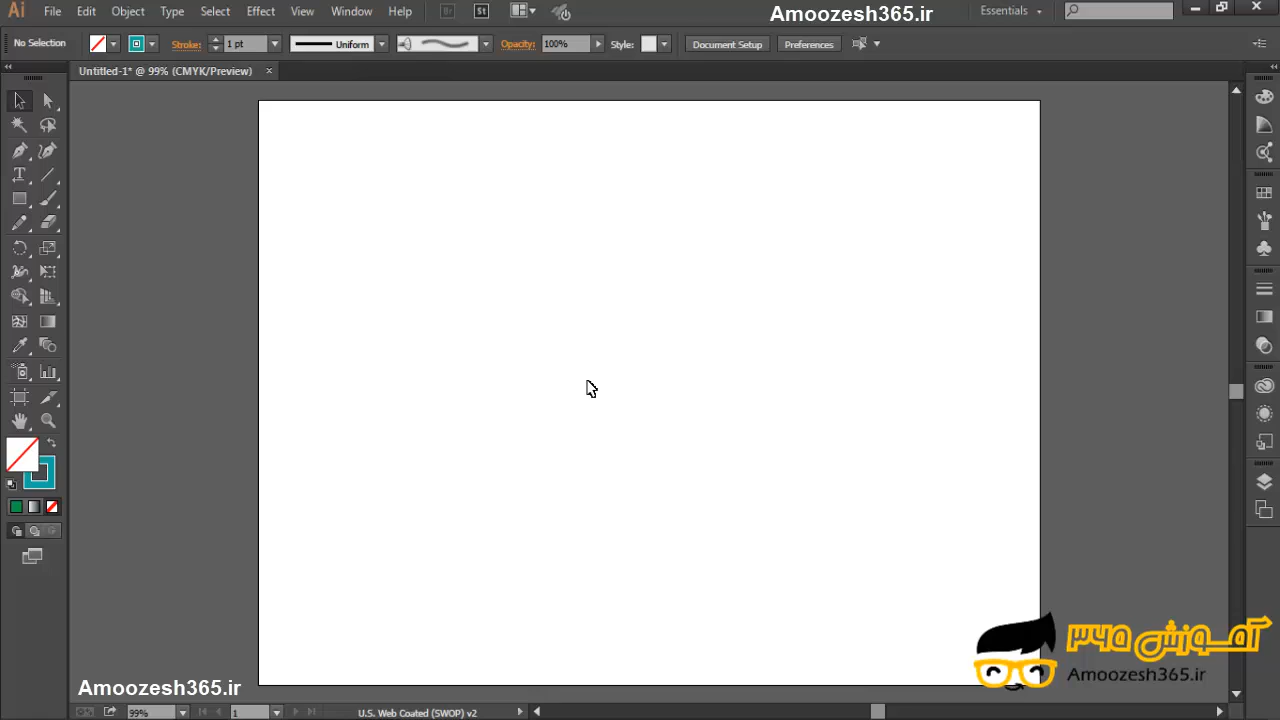 Ai File Edit Object Type Select Effect View Window Help Br St Amoozesh365.ir Essentials
No Selection Stroke: 1 pt Uniform Opacity: 100% Style: Document Setup Preferences
Untitled-1* @ 99% (CMYK/Preview) ×
آموزش ۳۶۵
Amoozesh365.ir
Amoozesh365.ir
99% 1 U.S. Web Coated (SWOP) v2